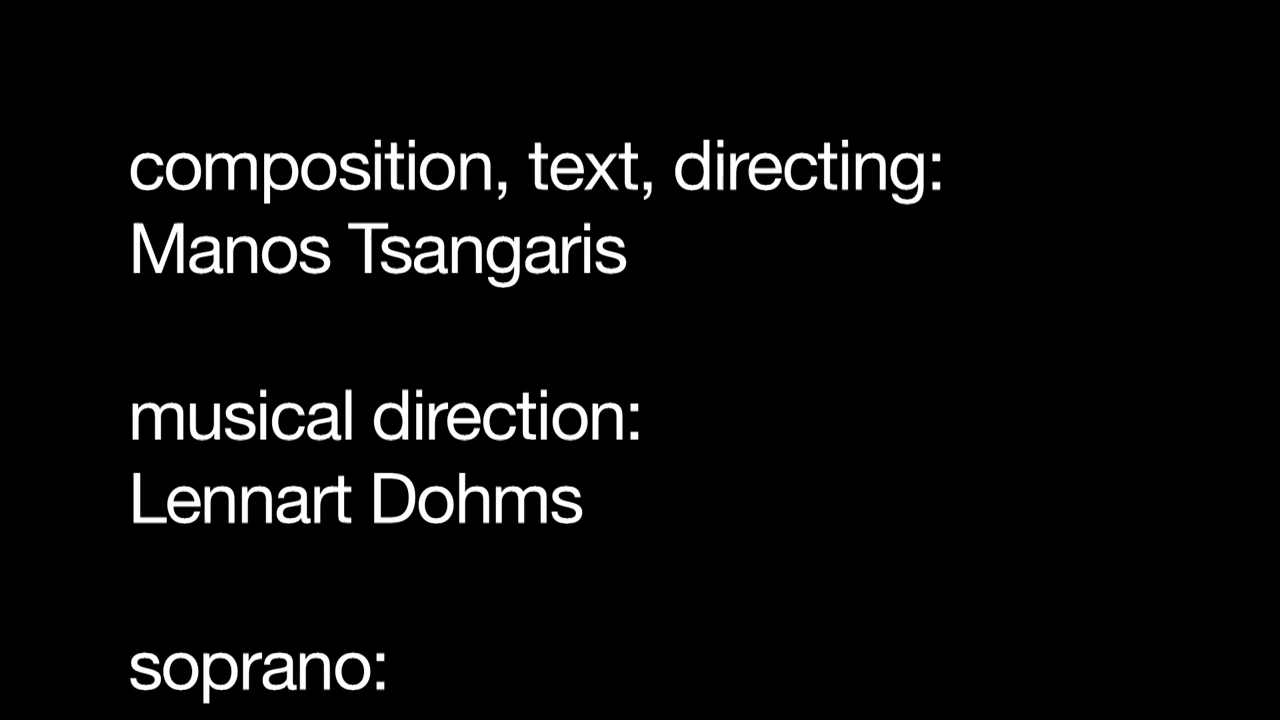 composition, text, directing:
Manos Tsangaris
musical direction:
Lennart Dohms
soprano: